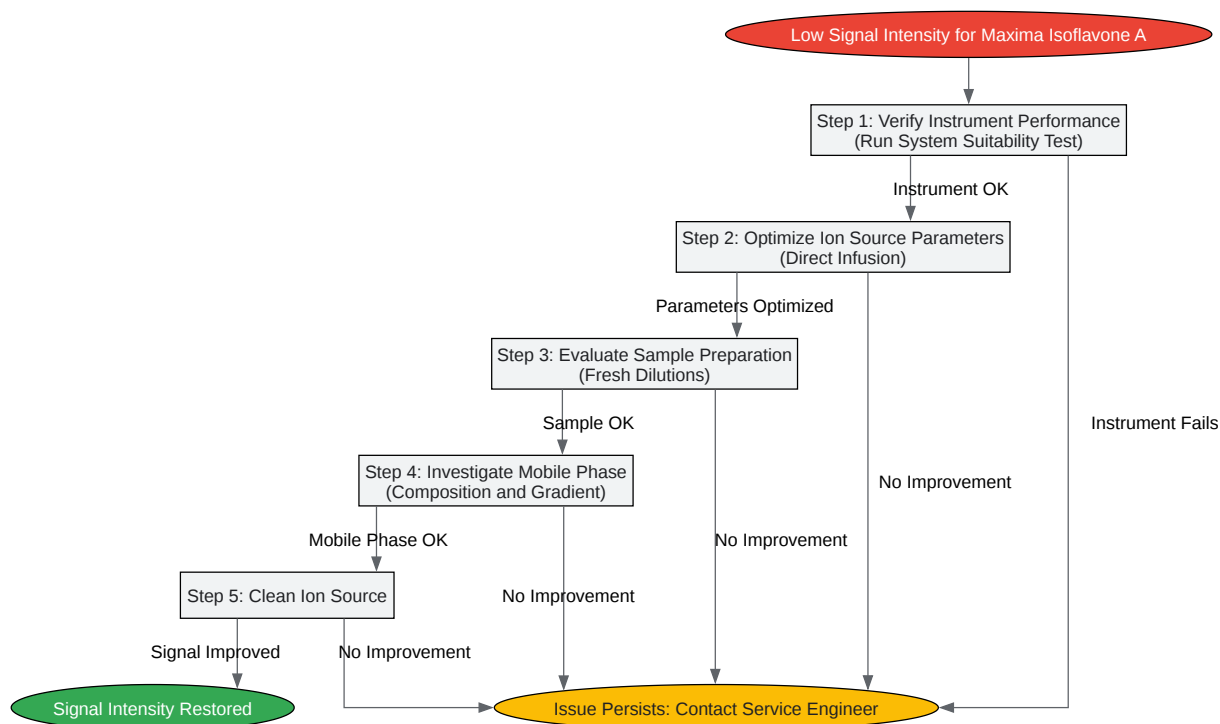 Low Signal Intensity for Maxima Isoflavone A
Step 1: Verify Instrument Performance
(Run System Suitability Test)
Instrument OK
Step 2: Optimize Ion Source Parameters
(Direct Infusion)
Parameters Optimized
Step 3: Evaluate Sample Preparation
(Fresh Dilutions)
Sample OK
Instrument Fails
Step 4: Investigate Mobile Phase
(Composition and Gradient)
No Improvement
Mobile Phase OK
No Improvement
Step 5: Clean Ion Source
No Improvement
Signal Improved
No Improvement
Signal Intensity Restored
Issue Persists: Contact Service Engineer